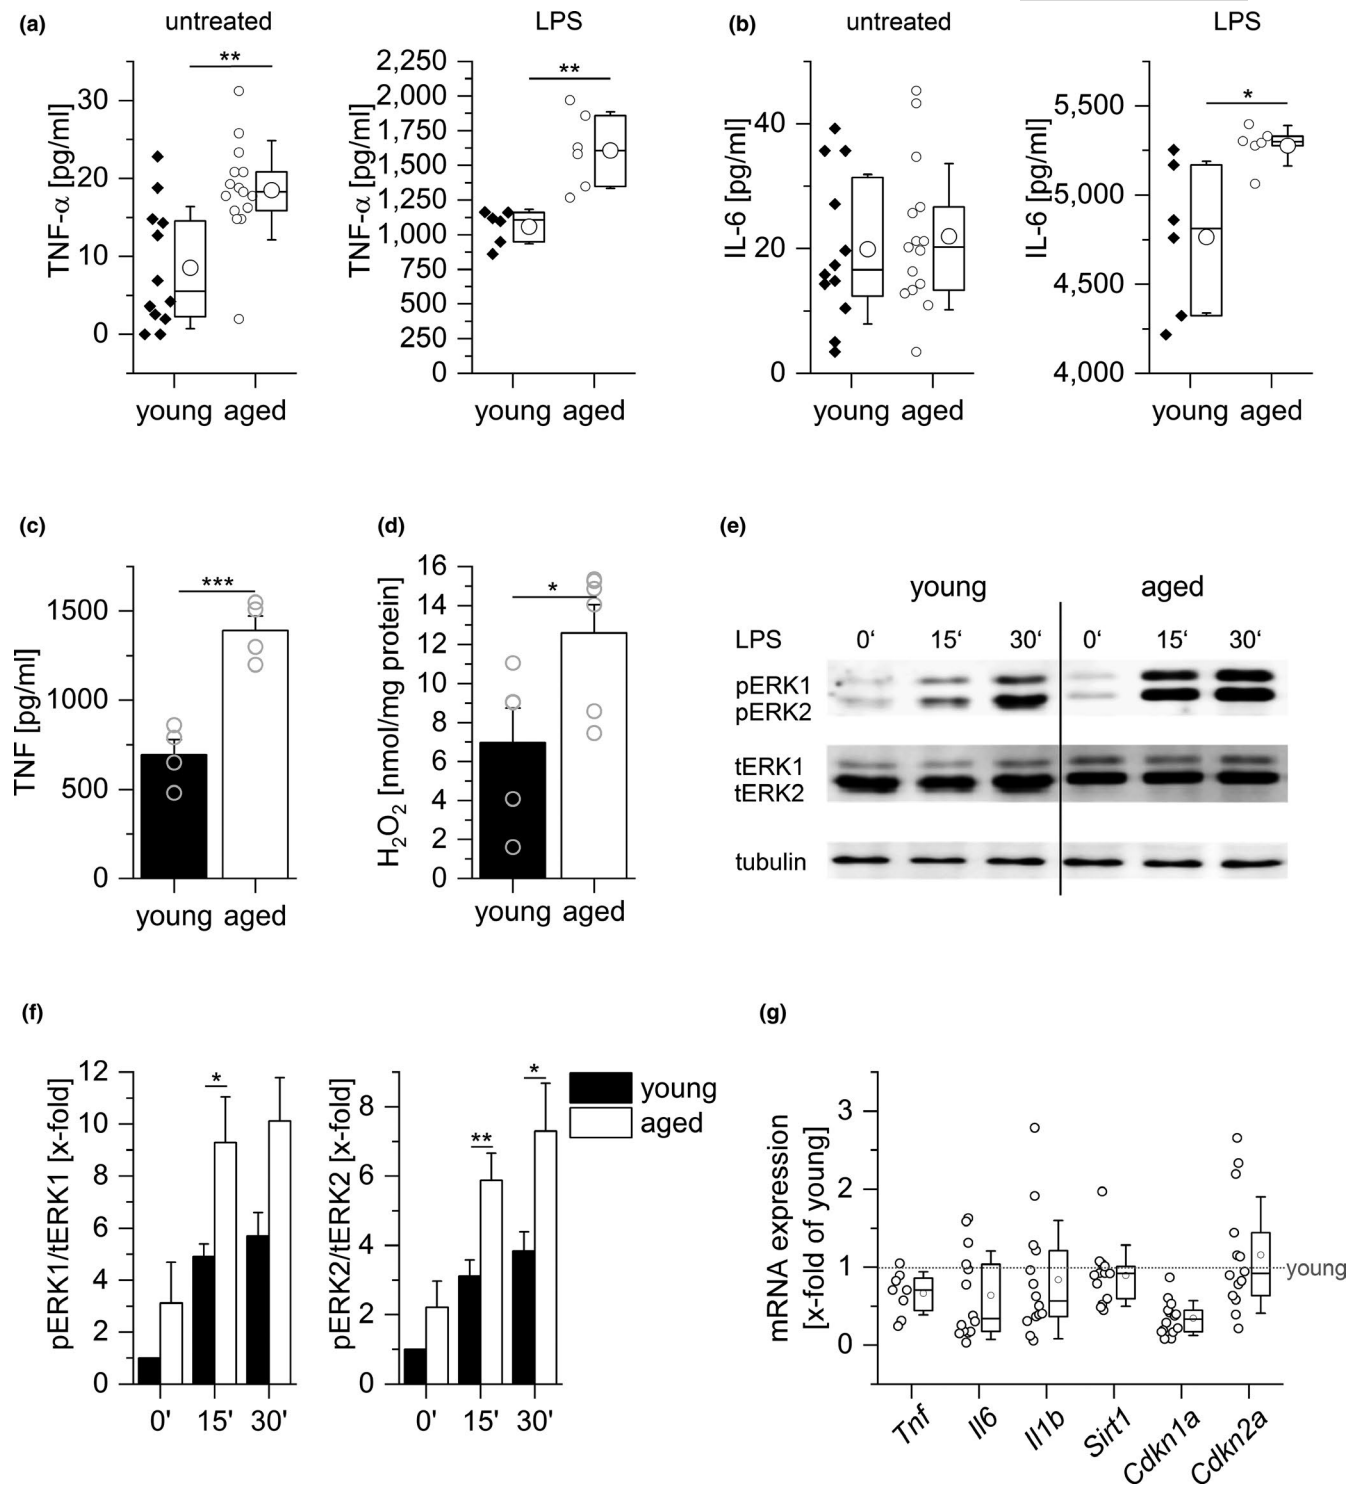 (a)
untreated
LPS
**
**
TNF-α [pg/ml]
30
20
10
0
young aged
TNF-α [pg/ml]
2,250
2,000
1,750
1,500
1,250
1,000
750
500
250
0
young aged
(b)
untreated
LPS
*
IL-6 [pg/ml]
40
20
0
young aged
IL-6 [pg/ml]
5,500
5,000
4,500
4,000
young aged
(c)
***
TNF [pg/ml]
1500
1000
500
0
young aged
(d)
*
H2O2 [nmol/mg protein]
16
14
12
10
8
6
4
2
0
young aged
(e)
young aged
LPS 0‘ 15‘ 30‘ 0‘ 15‘ 30‘
pERK1
pERK2
tERK1
tERK2
tubulin
(f)
*
pERK1/tERK1 [x-fold]
12
10
8
6
4
2
0
0' 15' 30'
**
*
pERK2/tERK2 [x-fold]
8
6
4
2
0
0' 15' 30'
young
aged
(g)
mRNA expression
[x-fold of young]
3
2
1
0
young
Tnf
Il6
Il1b
Sirt1
Cdkn1a
Cdkn2a